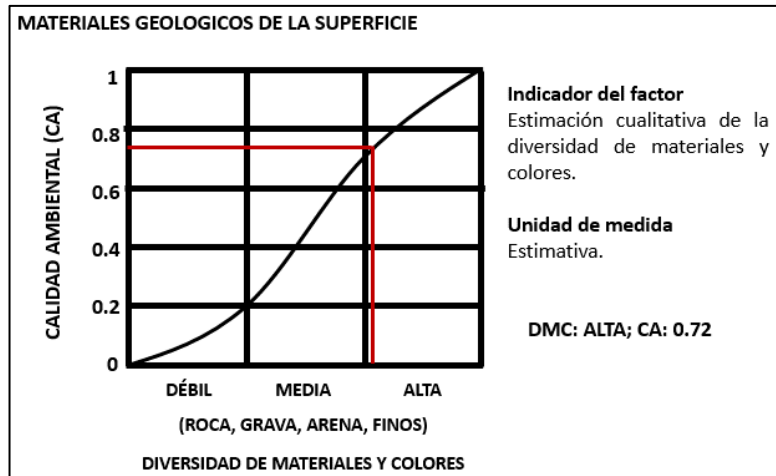 MATERIALES GEOLOGICOS DE LA SUPERFICIE
CALIDAD AMBIENTAL (CA)
1
0.8
0.6
0.4
0.2
0
DÉBIL MEDIA ALTA
(ROCA, GRAVA, ARENA, FINOS)
DIVERSIDAD DE MATERIALES Y COLORES
Indicador del factor
Estimación cualitativa de la
diversidad de materiales y
colores.
Unidad de medida
Estimativa.
DMC: ALTA; CA: 0.72